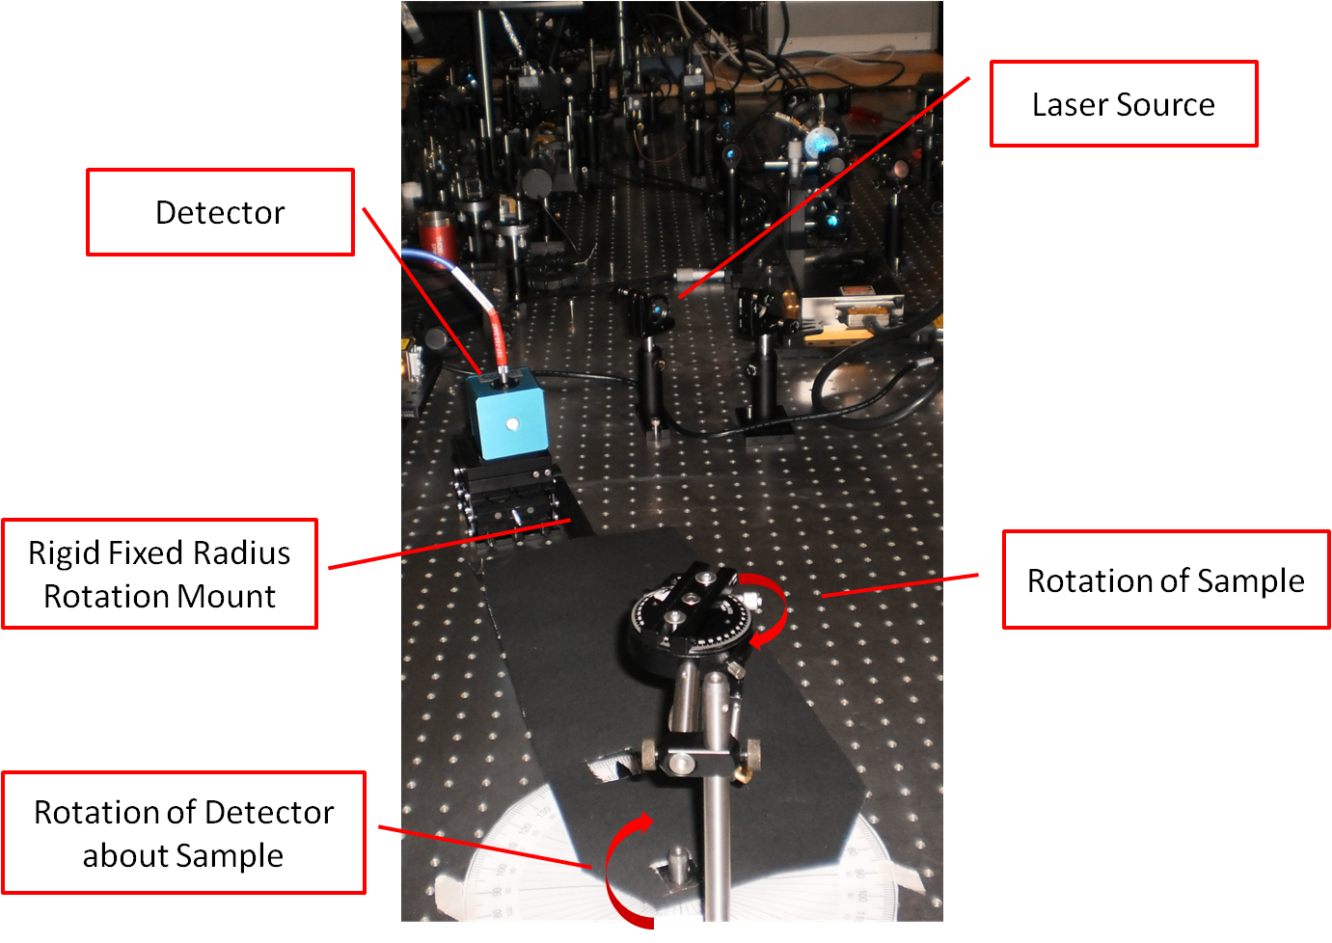 Laser Source
Detector
Rigid Fixed Radius
Rotation Mount
Rotation of Sample
Rotation of Detector
about Sample